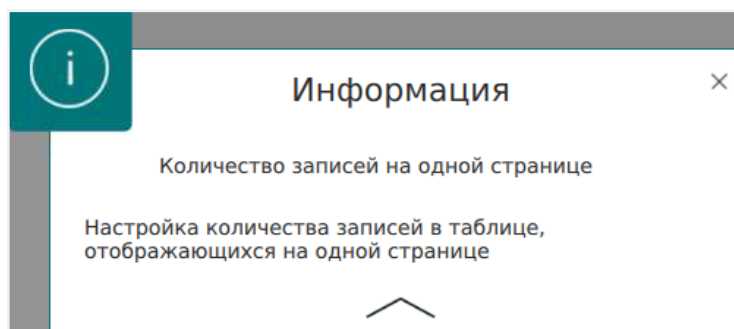 i
Информация
Количество записей на одной странице
Настройка количества записей в таблице,
отображающихся на одной странице